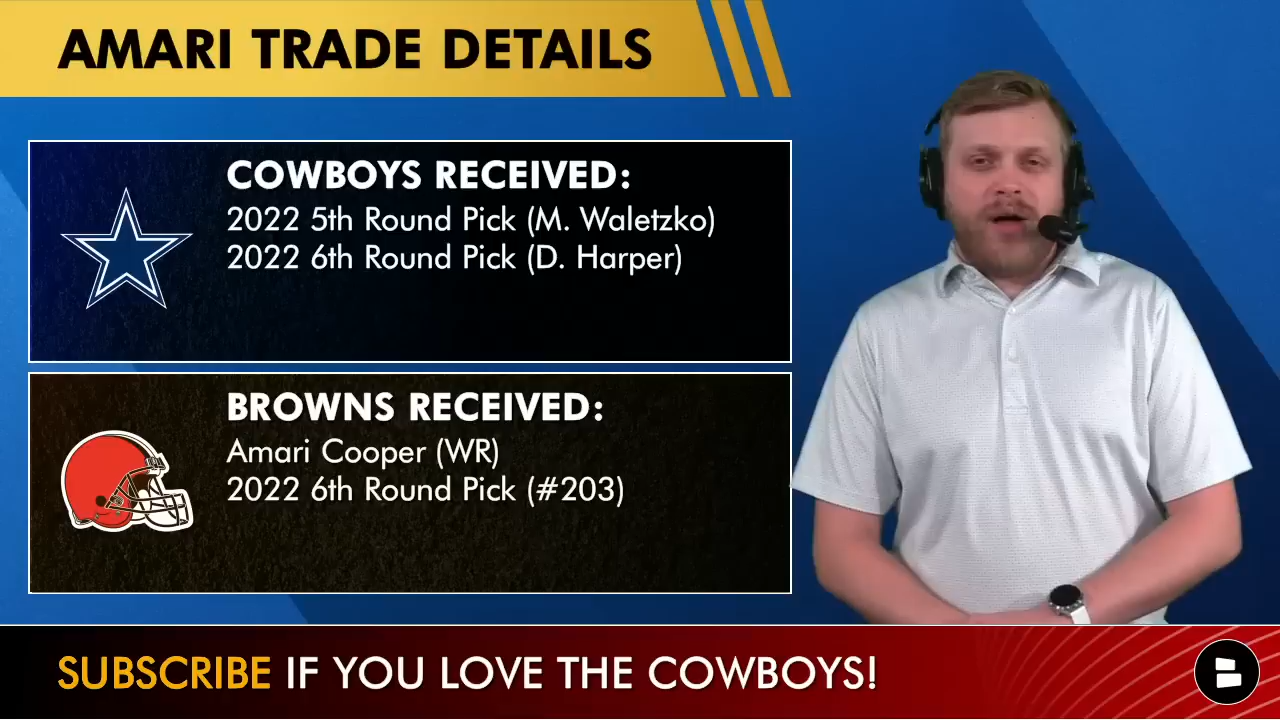 AMARI TRADE DETAILS
COWBOYS RECEIVED:
2022 5th Round Pick (M. Waletzko)
2022 6th Round Pick (D. Harper)
BROWNS RECEIVED:
Amari Cooper (WR)
2022 6th Round Pick (#203)
SUBSCRIBE IF YOU LOVE THE COWBOYS!